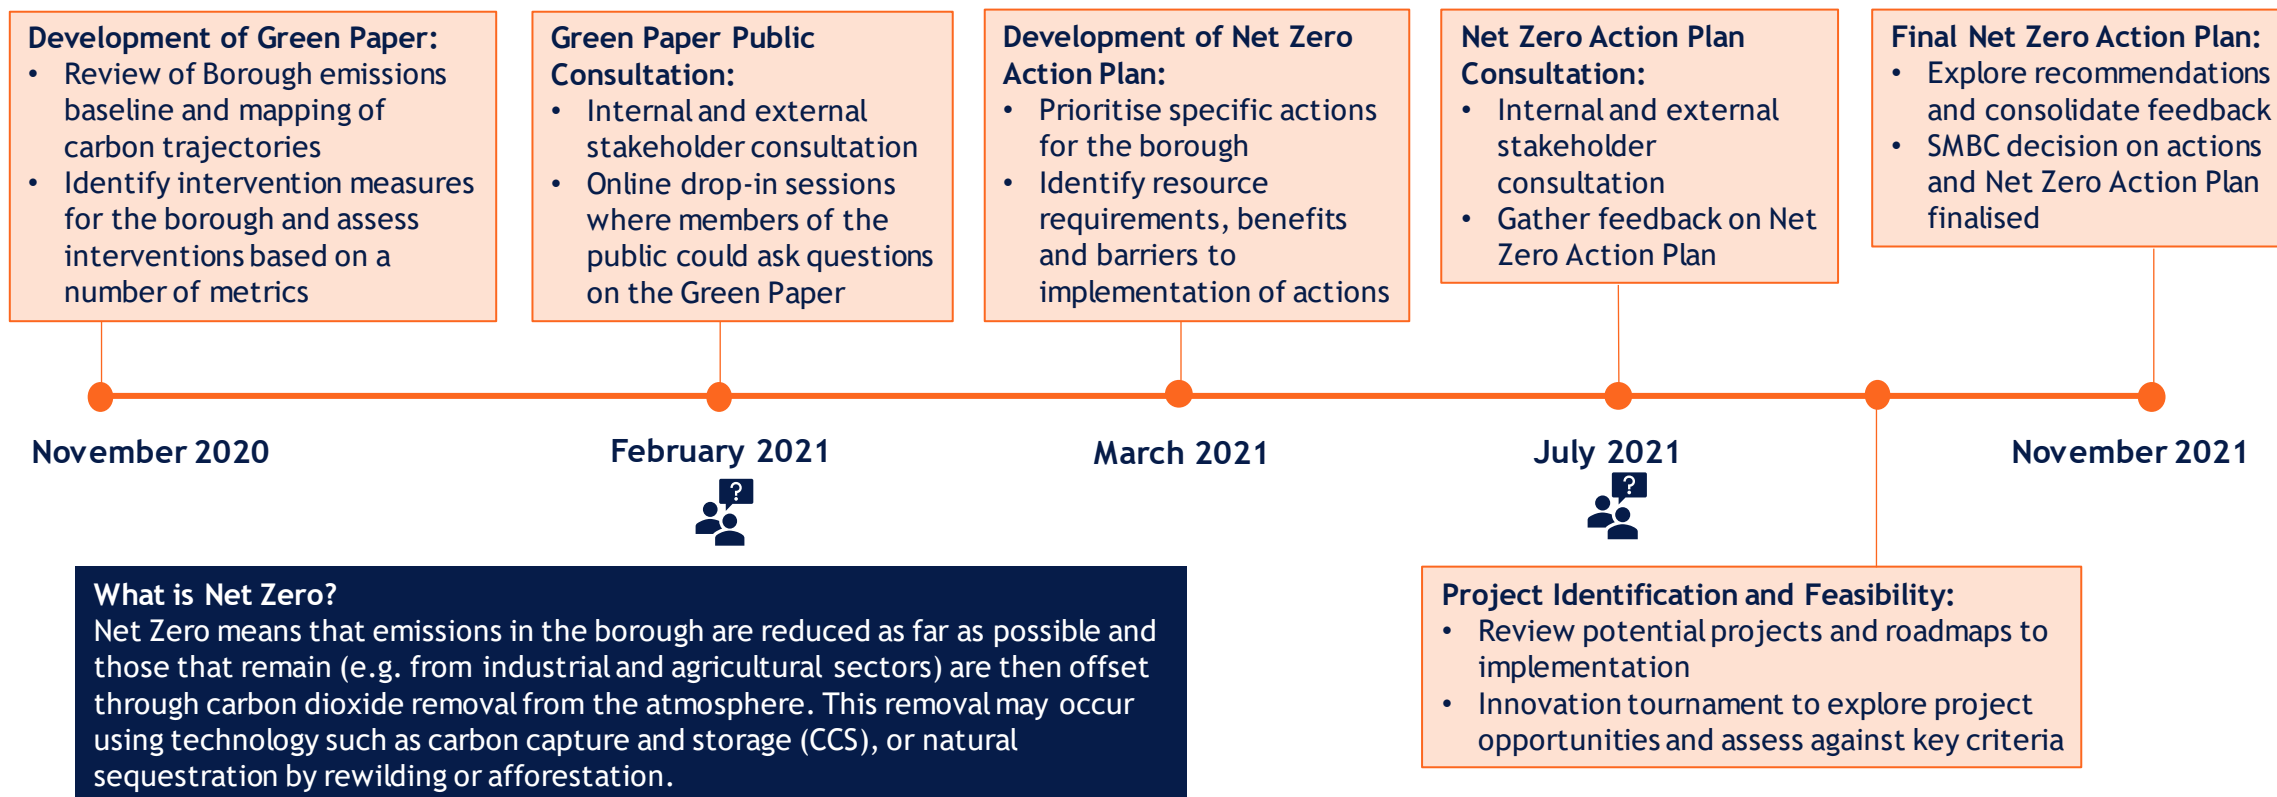 Development of Green Paper:
• Review of Borough emissions
baseline and mapping of
carbon trajectories
• Identify intervention measures
for the borough and assess
interventions based on a
number of metrics
Green Paper Public
Consultation:
• Internal and external
stakeholder consultation
• Online drop-in sessions
where members of the
public could ask questions
on the Green Paper
Development of Net Zero
Action Plan:
• Prioritise specific actions
for the borough
• Identify resource
requirements, benefits
and barriers to
implementation of actions
Net Zero Action Plan
Consultation:
• Internal and external
stakeholder
consultation
• Gather feedback on Net
Zero Action Plan
Final Net Zero Action Plan:
• Explore recommendations
and consolidate feedback
• SMBC decision on actions
and Net Zero Action Plan
finalised
November 2020
February 2021
March 2021
July 2021
November 2021
?
?
What is Net Zero?
Net Zero means that emissions in the borough are reduced as far as possible and
those that remain (e.g. from industrial and agricultural sectors) are then offset
through carbon dioxide removal from the atmosphere. This removal may occur
using technology such as carbon capture and storage (CCS), or natural
sequestration by rewilding or afforestation.
Project Identification and Feasibility:
• Review potential projects and roadmaps to
implementation
• Innovation tournament to explore project
opportunities and assess against key criteria